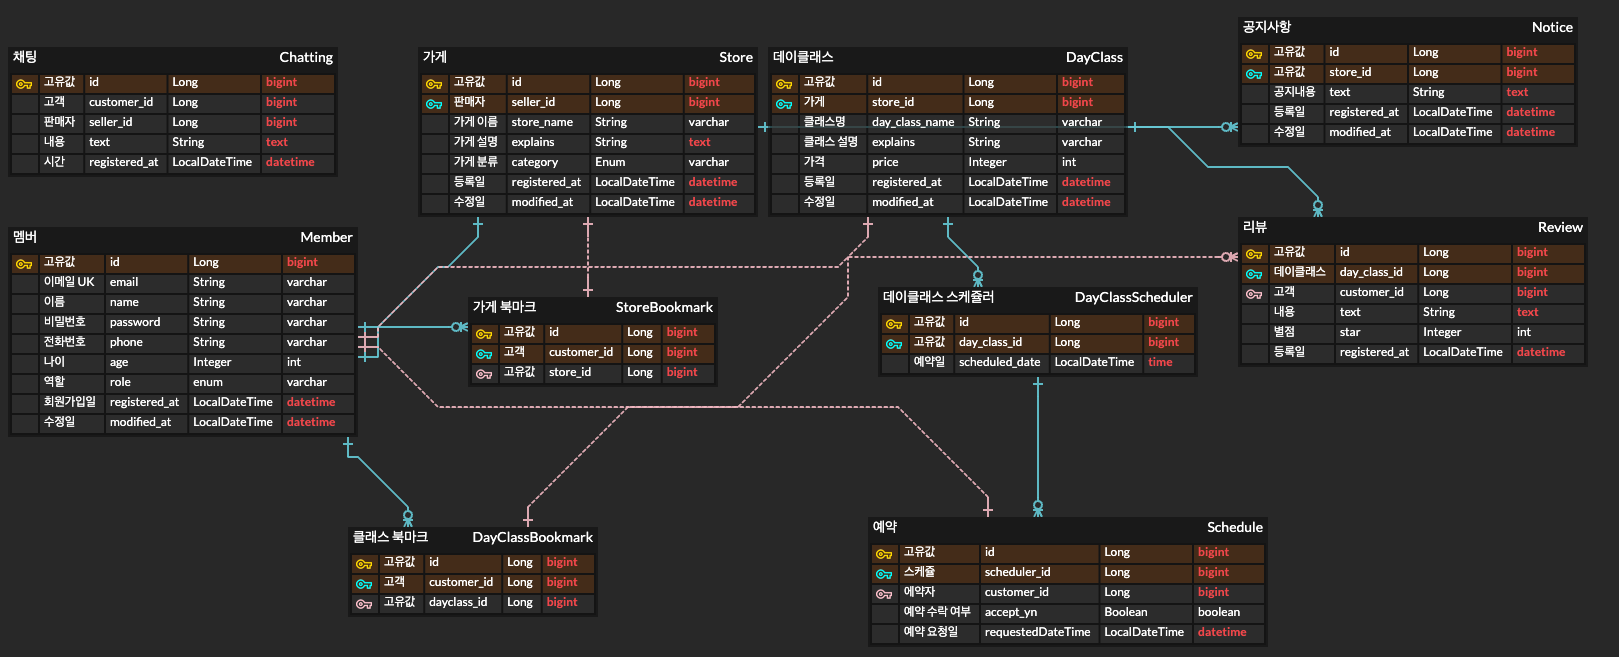 채팅 Chatting
고유값 id Long bigint
고객 customer_id Long bigint
판매자 seller_id Long bigint
내용 text String text
시간 registered_at LocalDateTime datetime
가게 Store
고유값 id Long bigint
판매자 seller_id Long bigint
가게 이름 store_name String varchar
가게 설명 explains String text
가게 분류 category Enum varchar
등록일 registered_at LocalDateTime datetime
수정일 modified_at LocalDateTime datetime
데이클래스 DayClass
고유값 id Long bigint
가게 store_id Long bigint
클래스명 day_class_name String varchar
클래스 설명 explains String varchar
가격 price Integer int
등록일 registered_at LocalDateTime datetime
수정일 modified_at LocalDateTime datetime
공지사항 Notice
고유값 id Long bigint
고유값 store_id Long bigint
공지내용 text String text
등록일 registered_at LocalDateTime datetime
수정일 modified_at LocalDateTime datetime
멤버 Member
고유값 id Long bigint
이메일 UK email String varchar
이름 name String varchar
비밀번호 password String varchar
전화번호 phone String varchar
나이 age Integer int
역할 role enum varchar
회원가입일 registered_at LocalDateTime datetime
수정일 modified_at LocalDateTime datetime
가게 북마크 StoreBookmark
고유값 id Long bigint
고객 customer_id Long bigint
고유값 store_id Long bigint
데이클래스 스케쥴러 DayClassScheduler
고유값 id Long bigint
고유값 day_class_id Long bigint
예약일 scheduled_date LocalDateTime time
리뷰 Review
고유값 id Long bigint
데이클래스 day_class_id Long bigint
고객 customer_id Long bigint
내용 text String text
별점 star Integer int
등록일 registered_at LocalDateTime datetime
클래스 북마크 DayClassBookmark
고유값 id Long bigint
고객 customer_id Long bigint
고유값 dayclass_id Long bigint
예약 Schedule
고유값 id Long bigint
스케쥴 scheduler_id Long bigint
예약자 customer_id Long bigint
예약 수락 여부 accept_yn Boolean boolean
예약 요청일 requestedDateTime LocalDateTime datetime